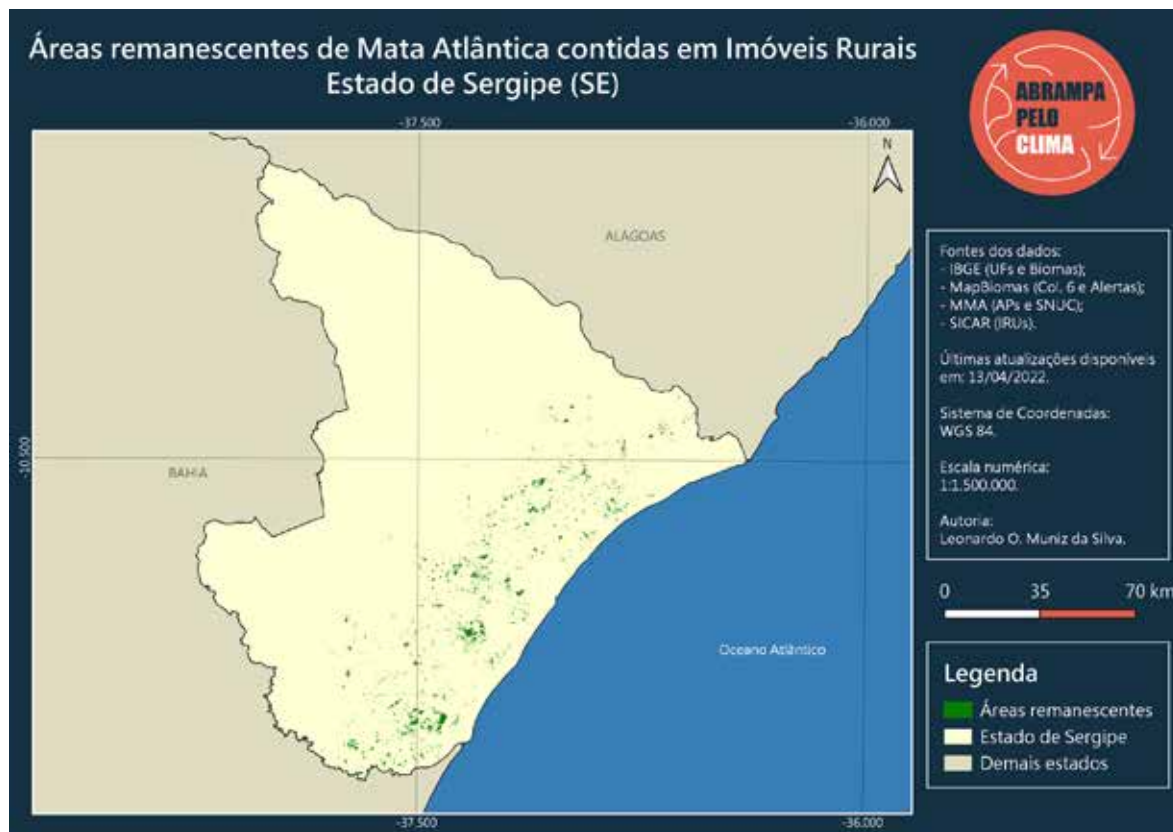 Áreas remanescentes de Mata Atlântica contidas em Imóveis Rurais
Estado de Sergipe (SE)
ABRAMPA
PELO
CLIMA
-37.500
-36.000
N
ALAGOAS
BAHIA
-10.500
Oceano Atlântico
-37.500
-36.000
Fontes dos dados:
- IBGE (UFs e Biomas);
- MapBiomas (Col. 6 e Alertas);
- MMA (APs e SNUC);
- SICAR (IRUs).
Últimas atualizações disponíveis
em: 13/04/2022.
Sistema de Coordenadas:
WGS 84.
Escala numérica:
1:1.500.000.
Autoria:
Leonardo O. Muniz da Silva.
0 35 70 km
Legenda
Áreas remanescentes
Estado de Sergipe
Demais estados